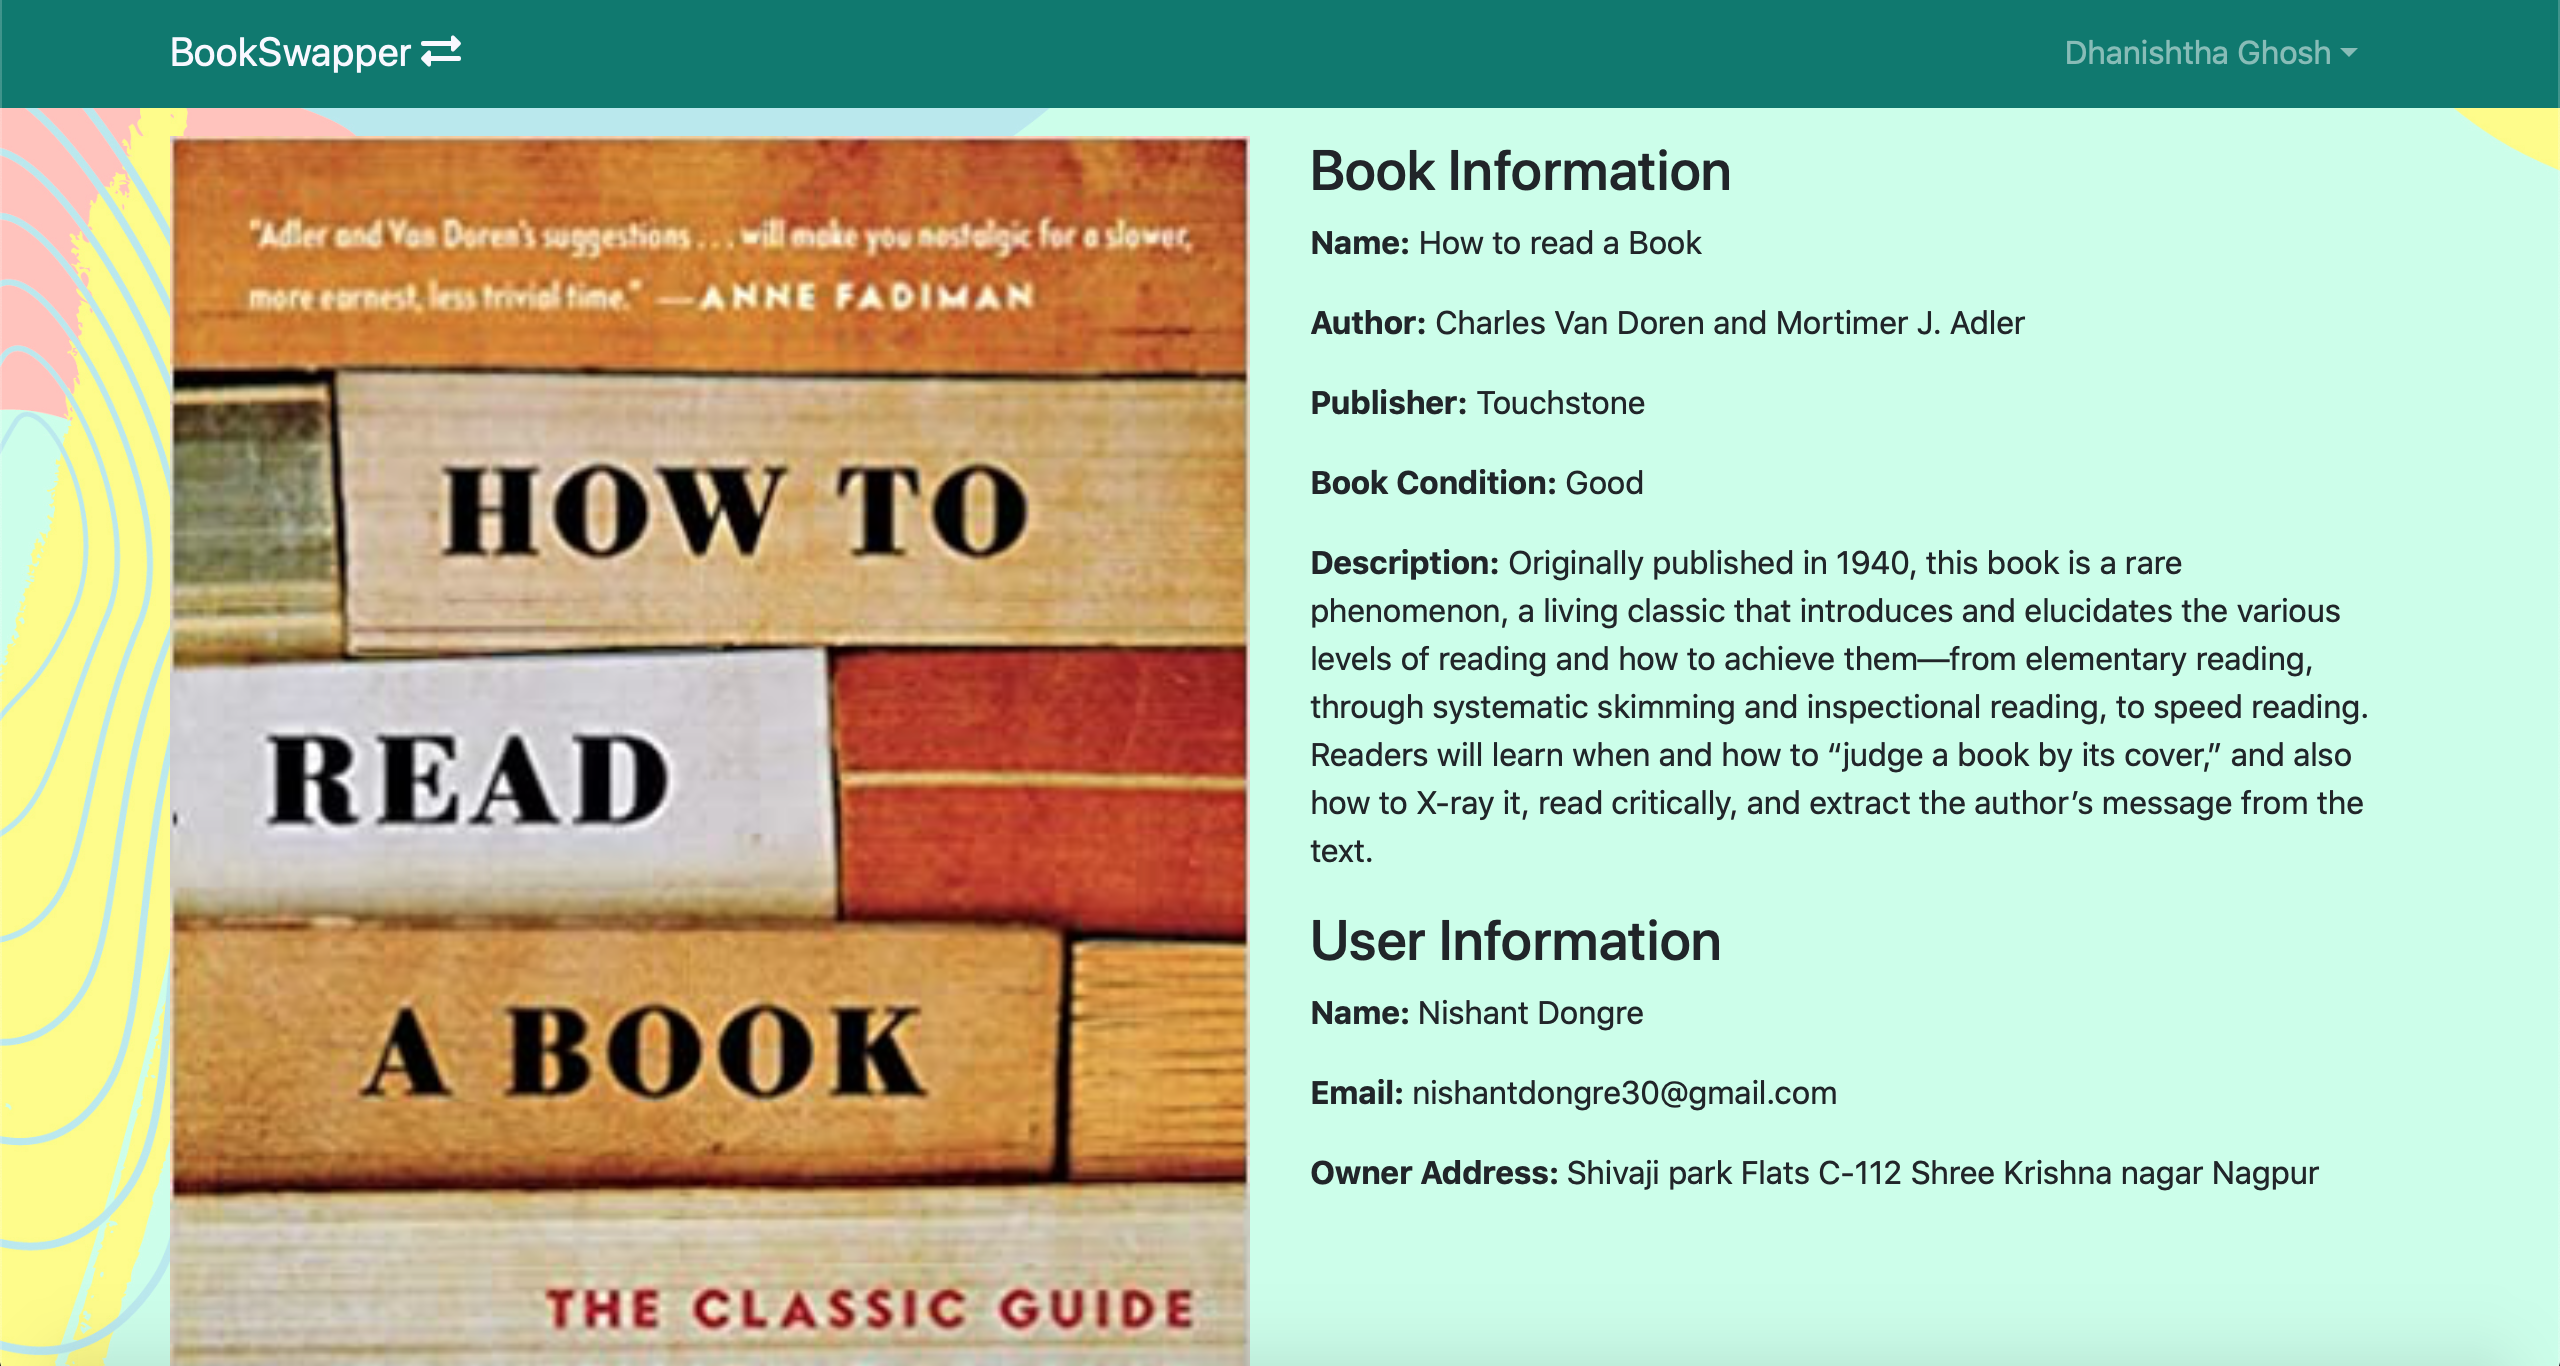 BookSwapper
Dhanishtha Ghosh
"Adler and Van Doren's suggestions . . . will make you nostalgic for a slower,
more earnest, less trivial time." —ANNE FADIMAN
HOW TO
READ
A BOOK
THE CLASSIC GUIDE
Book Information
Name: How to read a Book
Author: Charles Van Doren and Mortimer J. Adler
Publisher: Touchstone
Book Condition: Good
Description: Originally published in 1940, this book is a rare
phenomenon, a living classic that introduces and elucidates the various
levels of reading and how to achieve them—from elementary reading,
through systematic skimming and inspectional reading, to speed reading.
Readers will learn when and how to “judge a book by its cover,” and also
how to X-ray it, read critically, and extract the author’s message from the
text.
User Information
Name: Nishant Dongre
Email: nishantdongre30@gmail.com
Owner Address: Shivaji park Flats C-112 Shree Krishna nagar Nagpur